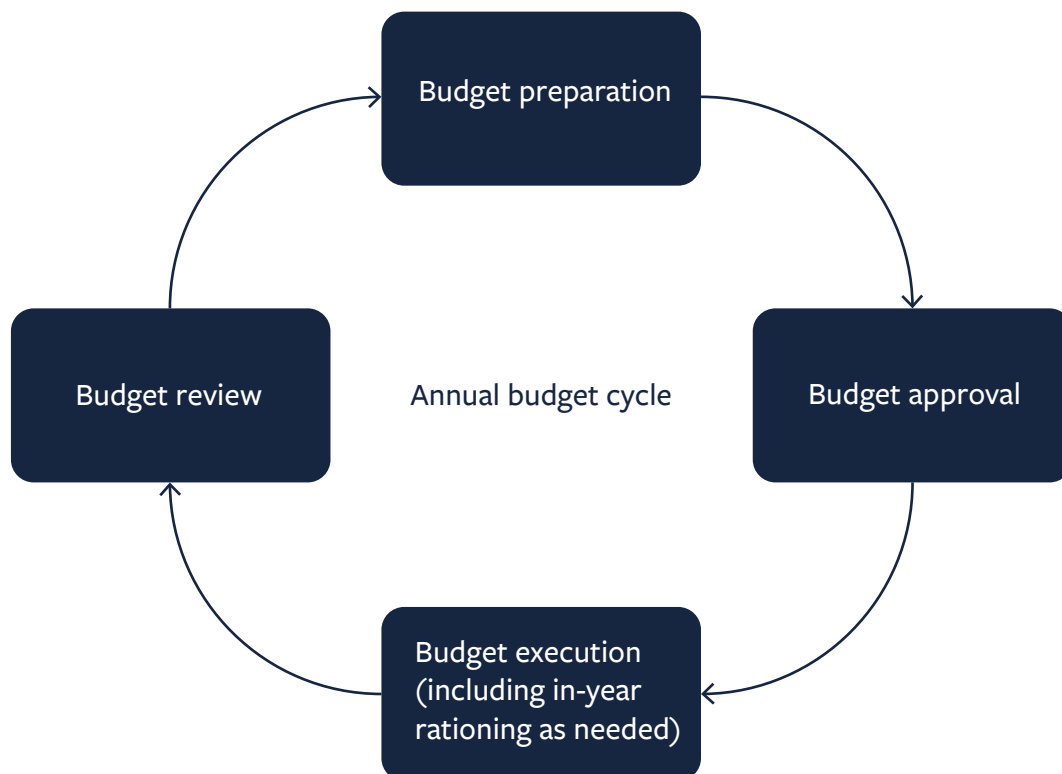 Budget preparation
Budget review
Annual budget cycle
Budget approval
Budget execution
(including in-year
rationing as needed)